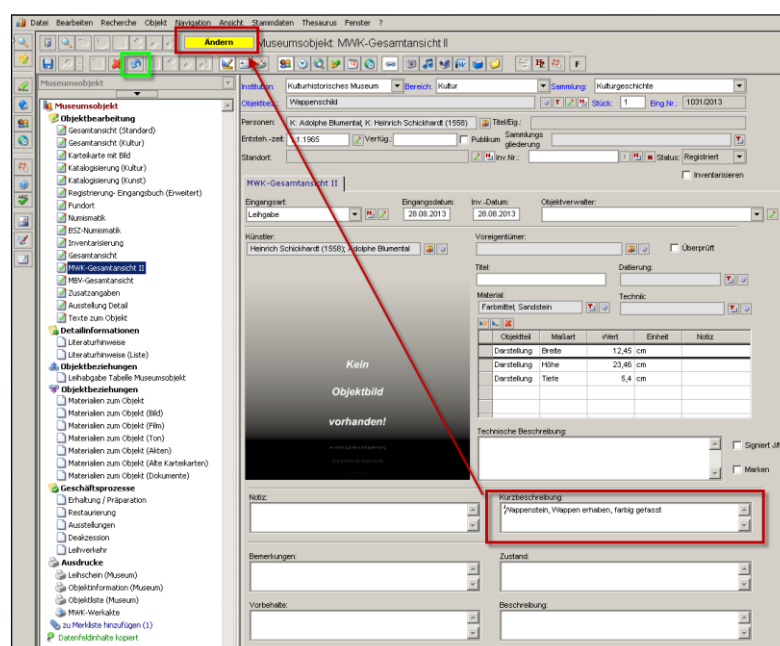 Datei Bearbeiten Recherche Objekt Navigation Ansicht Stammdaten Thesaurus Fenster ?
Ändern Museumsobjekt: MWK-Gesamtansicht II
F
Museumsobjekt
Institution: Kulturhistorisches Museum Bereich: Kultur Sammlung: Kulturgeschichte
Objektbez.: Wappenschild T Stück: 1 Eing.Nr.: 1031/2013
Personen: K: Adolphe Blumental; K: Heinrich Schickhardt (1558) Titel/Eig.:
Entsteh.-zeit: 1.1.1965 Verfüg.: Publikum Sammlungs
gliederung
Standort: Inv.Nr.: Status: Registriert
Inventarisieren
MWK-Gesamtansicht II
Eingangsart: Eingangsdatum: Inv.-Datum: Objektverwalter:
Leihgabe 28.08.2013 28.08.2013
Künstler: Voreigentümer:
Heinrich Schickhardt (1558); Adolphe Blumental Überprüft
Titel: Datierung:
Material: Technik:
Farbmittel; Sandstein
Objektteil Maßart Wert Einheit Notiz
Darstellung Breite 12,45 cm
Darstellung Höhe 23,46 cm
Darstellung Tiefe 5,4 cm
Kein
Objektbild
vorhanden!
Technische Beschreibung:
Signiert
Marken
Notiz: Kurzbeschreibung:
Wappenstein, Wappen erhaben, farbig gefasst
Bemerkungen: Zustand:
Vorbehalte: Beschreibung:
Museumsobjekt
Objektbearbeitung
Gesamtansicht (Standard)
Gesamtansicht (Kultur)
Karteikarte mit Bild
Katalogisierung (Kultur)
Katalogisierung (Kunst)
Registrierung- Eingangsbuch (Erweitert)
Fundort
Numismatik
BSZ-Numismatik
Inventarisierung
Gesamtansicht
MWK-Gesamtansicht II
MBV-Gesamtansicht
Zusatzangaben
Ausstellung Detail
Texte zum Objekt
Detailinformationen
Literaturhinweise
Literaturhinweise (Liste)
Objektbeziehungen
Leihabgabe Tabelle Museumsobjekt
Objektbeziehungen
Materialen zum Objekt
Materialen zum Objekt (Bild)
Materialen zum Objekt (Film)
Materialen zum Objekt (Ton)
Materialen zum Objekt (Akten)
Materialen zum Objekt (Alte Karteikarten)
Materialen zum Objekt (Dokumente)
Geschäftsprozesse
Erhaltung / Präparation
Restaurierung
Ausstellungen
Deakzession
Leihverkehr
Ausdrucke
Leihschein (Museum)
Objektinformation (Museum)
Objektliste (Museum)
MWK-Werkakte
zu Merkliste hinzufügen (1)
Datenfeldinhalte kopiert